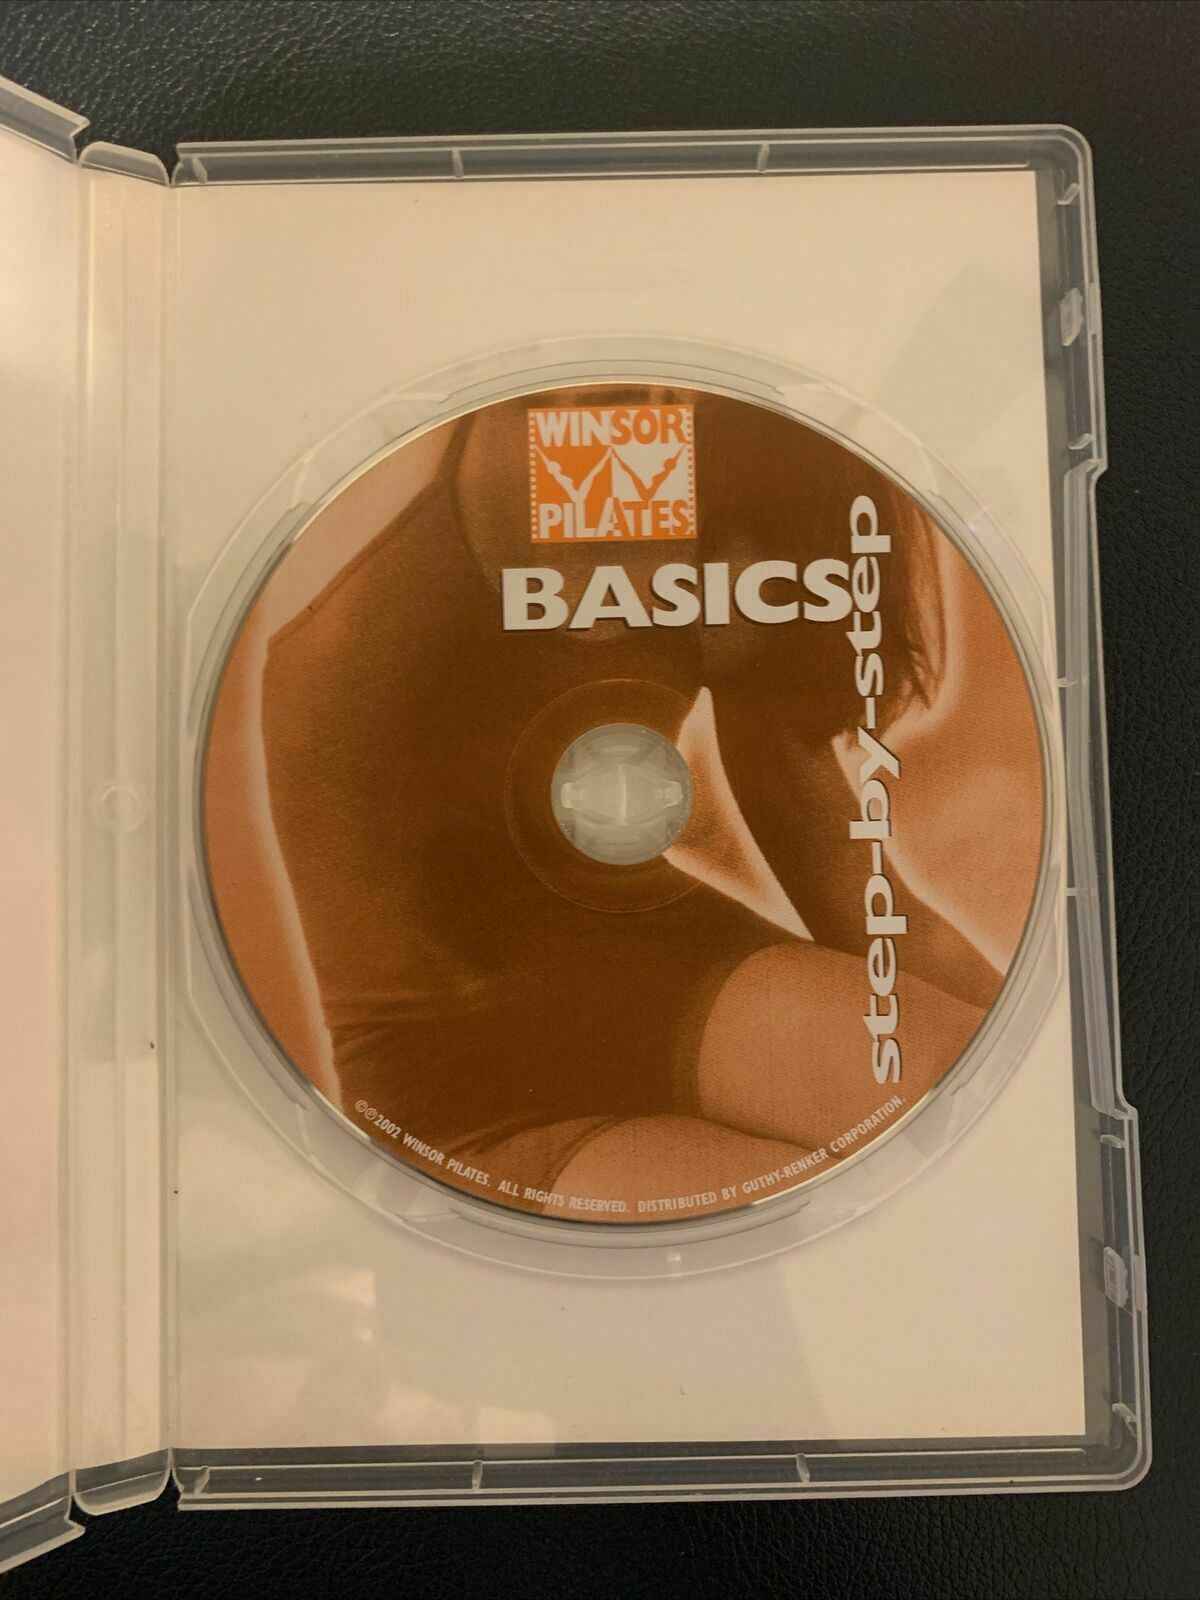 WINSOR
PILATES
BASICS
step-by-step
©℗2002 WINSOR PILATES. ALL RIGHTS RESERVED. DISTRIBUTED BY GUTHY-RENKER CORPORATION.